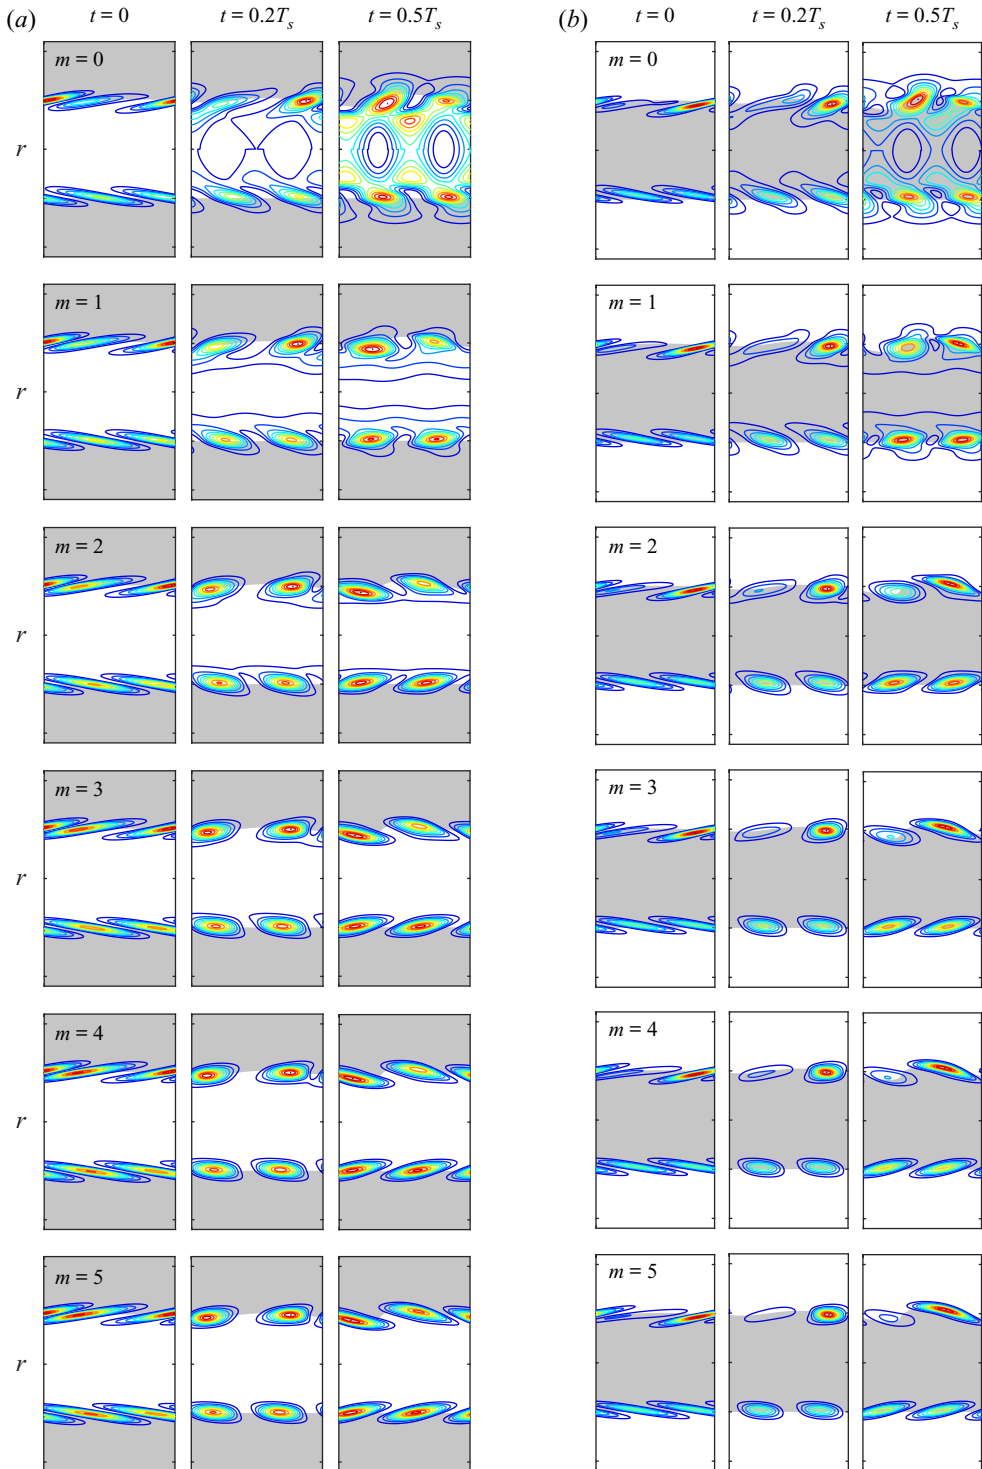 (a) t = 0 t = 0.2T_s t = 0.5T_s (b) t = 0 t = 0.2T_s t = 0.5T_s
m = 0 m = 0
r
m = 1 m = 1
r
m = 2 m = 2
r
m = 3 m = 3
r
m = 4 m = 4
r
m = 5 m = 5
r